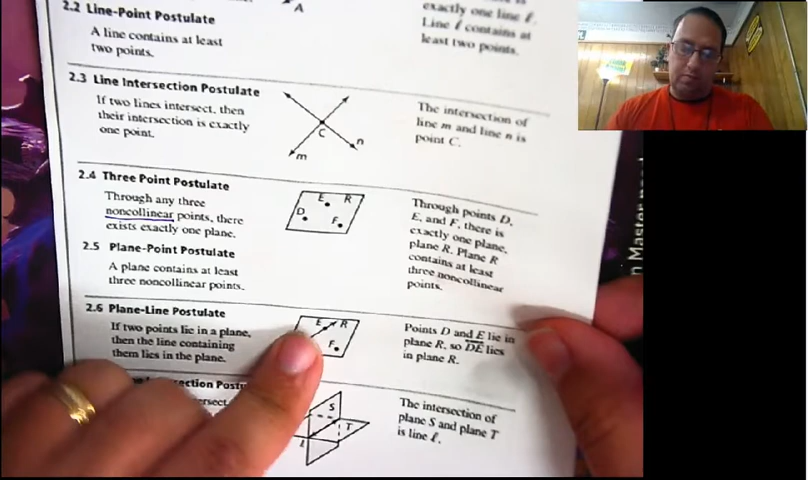 2.2 Line-Point Postulate
A line contains at least
two points.
A
exactly one line ℓ.
Line ℓ contains at
least two points.
2.3 Line Intersection Postulate
If two lines intersect, then
their intersection is exactly
one point.
C
m
n
The intersection of
line m and line n is
point C.
2.4 Three Point Postulate
Through any three
noncollinear points, there
exists exactly one plane.
D
E
R
F
Through points D,
E, and F, there is
exactly one plane,
plane R. Plane R
contains at least
three noncollinear
points.
2.5 Plane-Point Postulate
A plane contains at least
three noncollinear points.
2.6 Plane-Line Postulate
If two points lie in a plane,
then the line containing
them lies in the plane.
E
R
F
Points D and E lie in
plane R, so DE lies
in plane R.
S
T
ℓ
The intersection of
plane S and plane T
is line ℓ.
Master